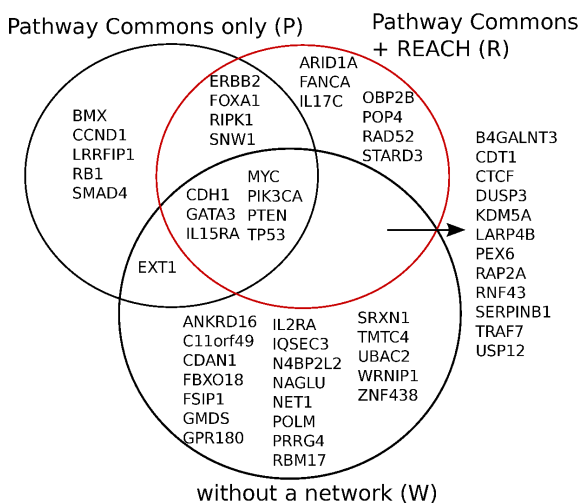 Pathway Commons only (P)
Pathway Commons
+ REACH (R)
BMX
CCND1
LRRFIP1
RB1
SMAD4
ERBB2
FOXA1
RIPK1
SNW1
ARID1A
FANCA
IL17C
OBP2B
POP4
RAD52
STARD3
CDH1
GATA3
IL15RA
MYC
PIK3CA
PTEN
TP53
EXT1
B4GALNT3
CDT1
CTCF
DUSP3
KDM5A
LARP4B
PEX6
RAP2A
RNF43
SERPINB1
TRAF7
USP12
ANKRD16
C11orf49
CDAN1
FBXO18
FSIP1
GMDS
GPR180
IL2RA
IQSEC3
N4BP2L2
NAGLU
NET1
POLM
PRRG4
RBM17
SRXN1
TMTC4
UBAC2
WRNIP1
ZNF438
without a network (W)